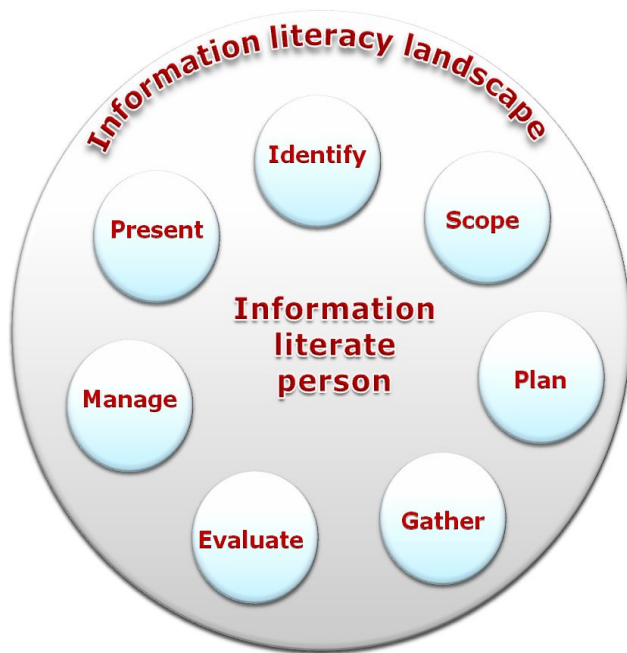 Information literacy landscape
Identify
Scope
Plan
Gather
Evaluate
Manage
Present
Information
literate
person